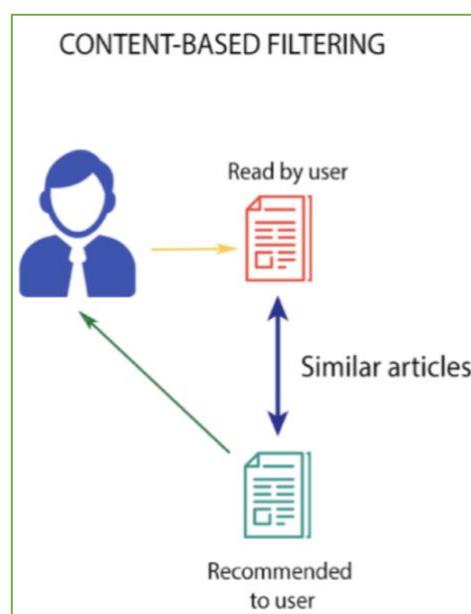 CONTENT-BASED FILTERING
Read by user
Similar articles
Recommended
to user